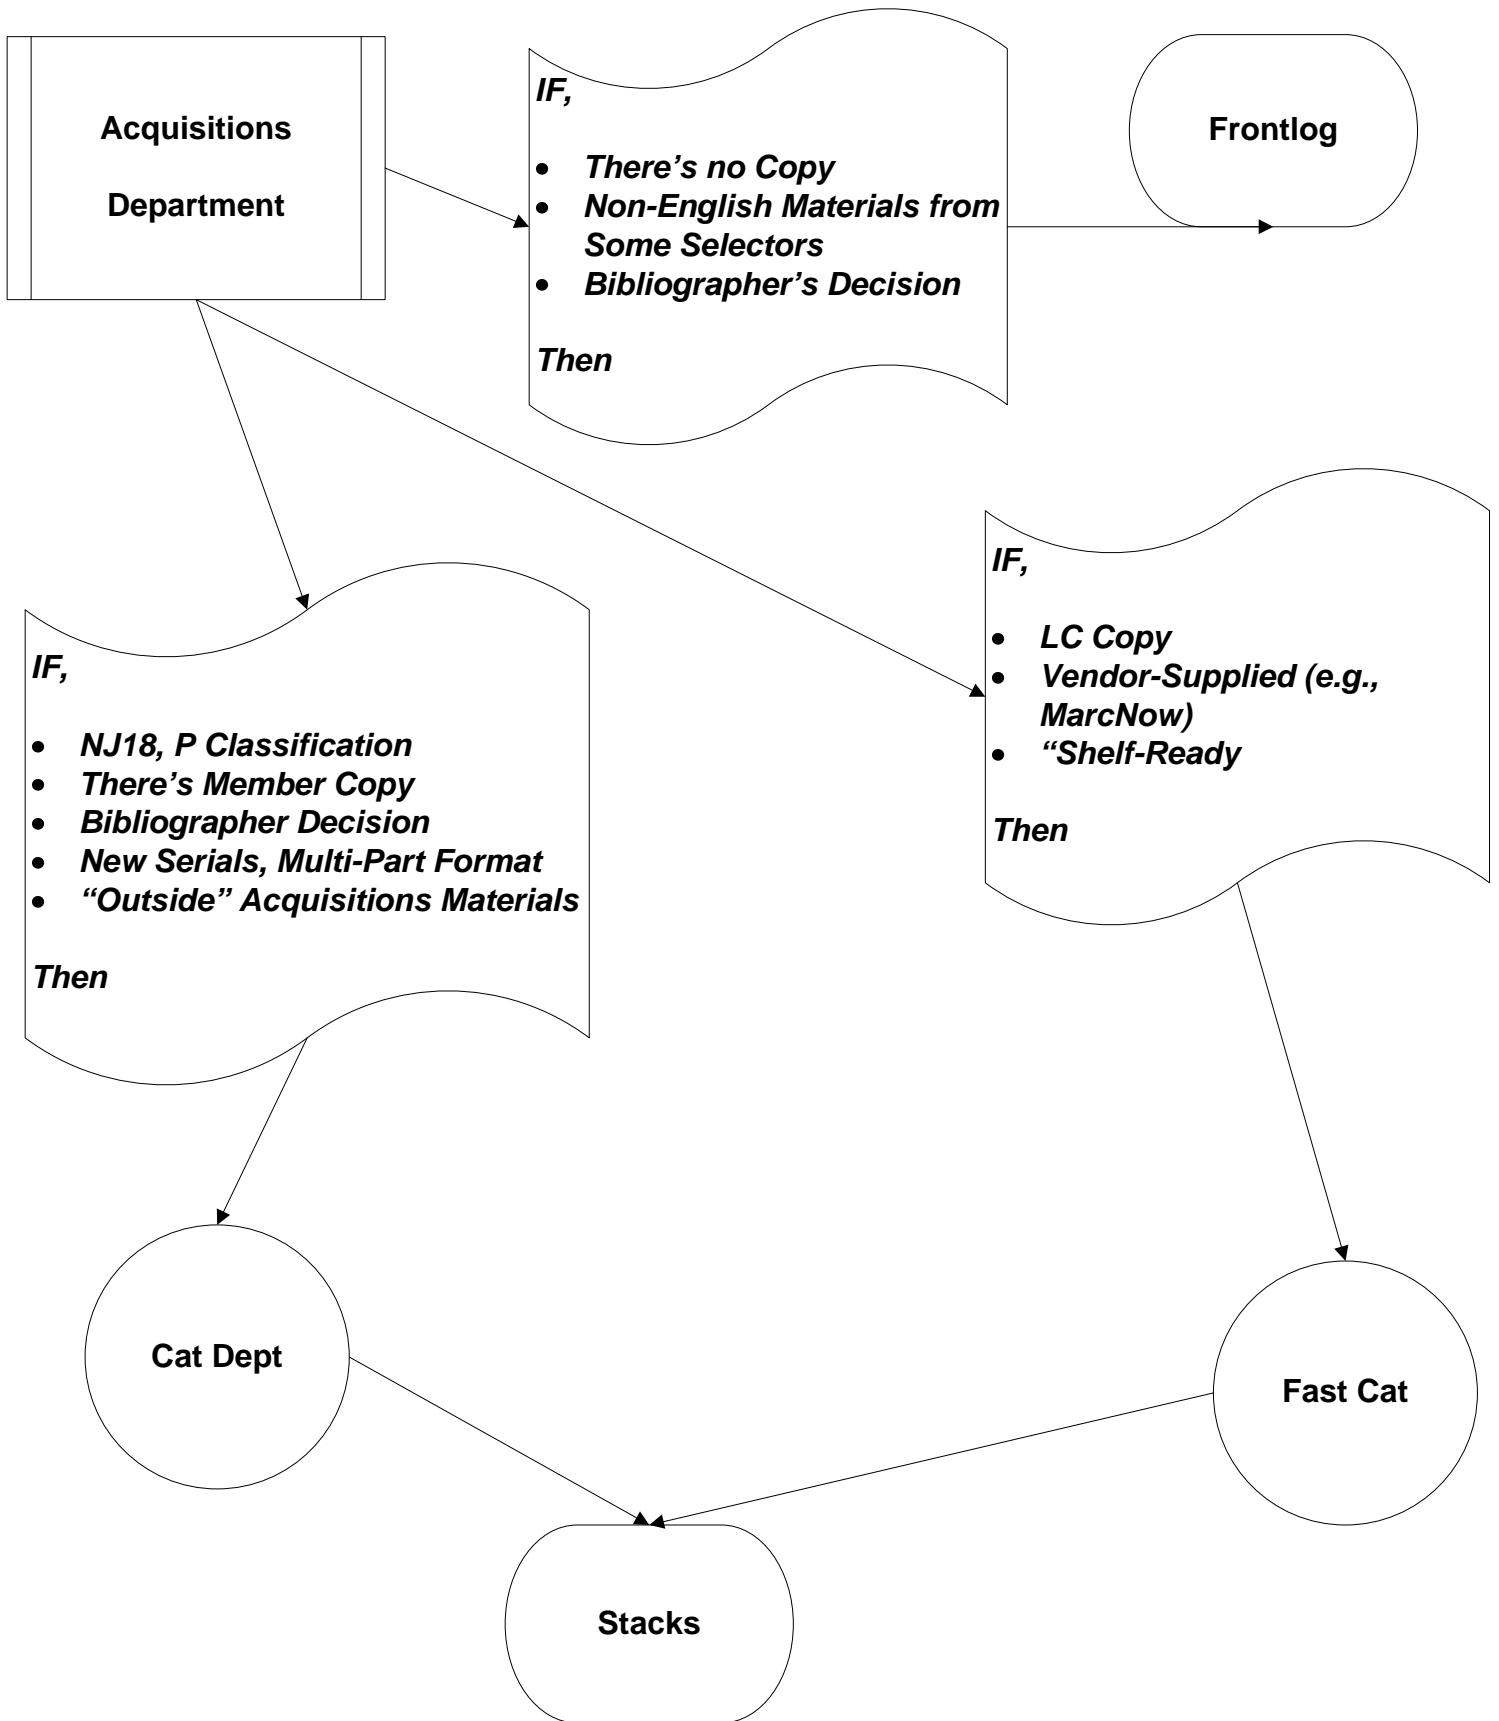 Acquisitions
Department
IF,
• There’s no Copy
• Non-English Materials from
Some Selectors
• Bibliographer’s Decision
Then
Frontlog
IF,
• LC Copy
• Vendor-Supplied (e.g.,
MarcNow)
• “Shelf-Ready
Then
IF,
• NJ18, P Classification
• There’s Member Copy
• Bibliographer Decision
• New Serials, Multi-Part Format
• “Outside” Acquisitions Materials
Then
Cat Dept
Fast Cat
Stacks